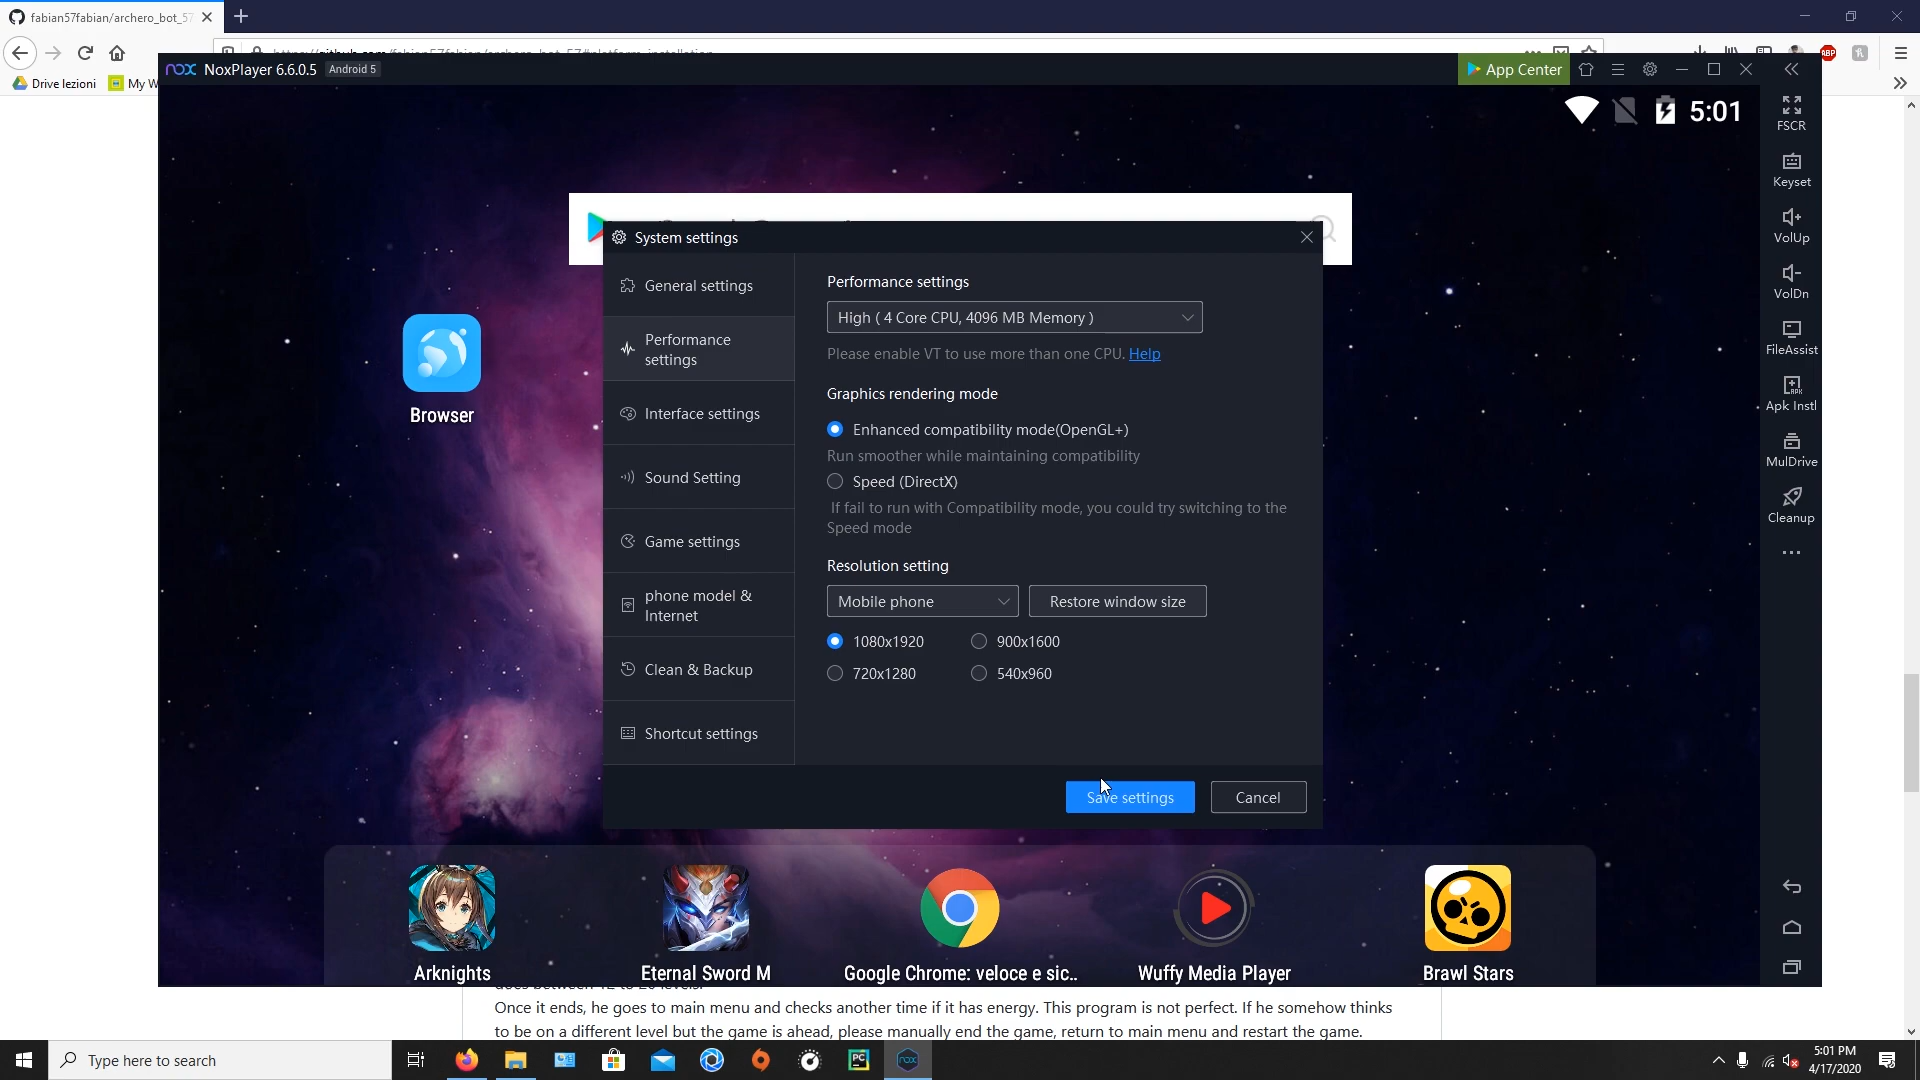 fabian57fabian/archero_bot_57
NOX NoxPlayer 6.6.0.5 Android 5
App Center
Drive lezioni
My W
5:01
FSCR
Keyset
VolUp
VolDn
FileAssist
Apk Instl
MulDrive
Cleanup
Browser
System settings
General settings
Performance
settings
Interface settings
Sound Setting
Game settings
phone model &
Internet
Clean & Backup
Shortcut settings
Performance settings
High ( 4 Core CPU, 4096 MB Memory )
Please enable VT to use more than one CPU. Help
Graphics rendering mode
Enhanced compatibility mode(OpenGL+)
Run smoother while maintaining compatibility
Speed (DirectX)
If fail to run with Compatibility mode, you could try switching to the
Speed mode
Resolution setting
Mobile phone Restore window size
1080x1920 900x1600
720x1280 540x960
Save settings Cancel
Arknights
Eternal Sword M
Google Chrome: veloce e sic..
Wuffy Media Player
Brawl Stars
Once it ends, he goes to main menu and checks another time if it has energy. This program is not perfect. If he somehow thinks
to be on a different level but the game is ahead, please manually end the game, return to main menu and restart the game.
Type here to search
5:01 PM
4/17/2020